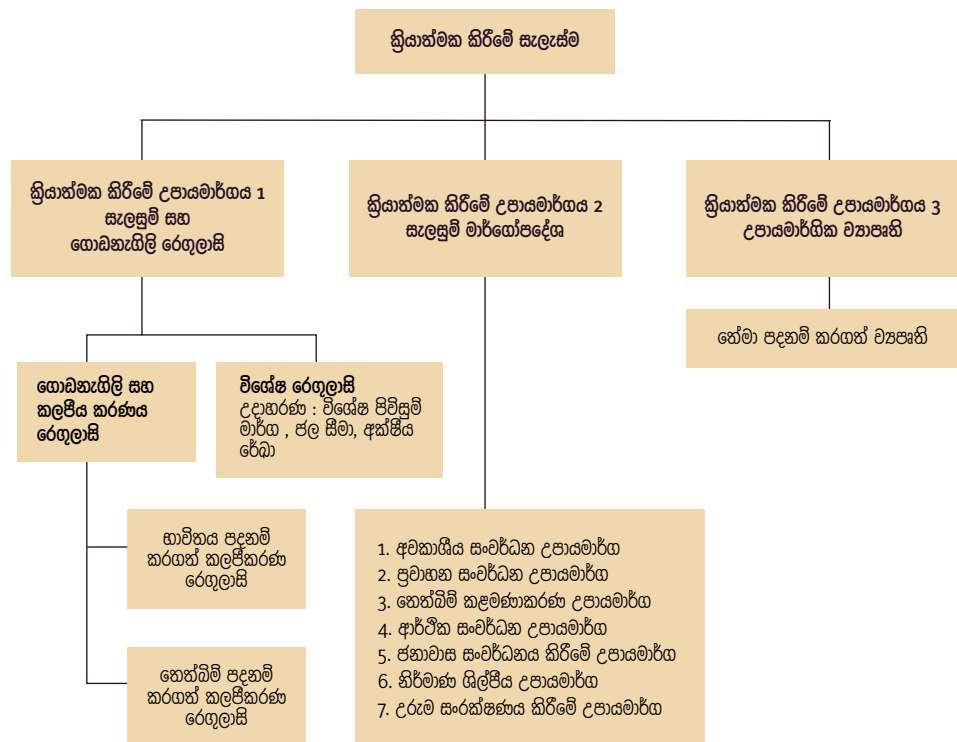 ක්‍රියාත්මක කිරීමේ සැලැස්ම
ක්‍රියාත්මක කිරීමේ උපායමාර්ගය 1
සැලසුම් සහ
ගොඩනැගිලි රෙගුලාසි
ක්‍රියාත්මක කිරීමේ උපායමාර්ගය 2
සැලසුම් මාර්ගෝපදේශ
ක්‍රියාත්මක කිරීමේ උපායමාර්ගය 3
උපායමාර්ගික ව්‍යාපෘති
තේමා පදනම් කරගත් ව්‍යපෘති
ගොඩනැගිලි සහ
කලපීය කරණය
රෙගුලාසි
විශේෂ රෙගුලාසි
උදාහරණ : විශේෂ පිවිසුම්
මාර්ග , ජල සීමා, අක්ෂීය
රේඛා
භාවිතය පදනම්
කරගත් කලපීකරණ
රෙගුලාසි
තෙත්බිම් පදනම්
කරගත් කලපීකරණ
රෙගුලාසි
1. අවකාශීය සංවර්ධන උපායමාර්ග
2. ප්‍රවාහන සංවර්ධන උපායමාර්ග
3. තෙත්බිම් කළමණාකරණ උපායමාර්ග
4. ආර්ථික සංවර්ධන උපායමාර්ග
5. ජනාවාස සංවර්ධනය කිරීමේ උපායමාර්ග
6. නිර්මාණ ශිල්පීය උපායමාර්ග
7. උරුම සංරක්ෂණය කිරීමේ උපායමාර්ග